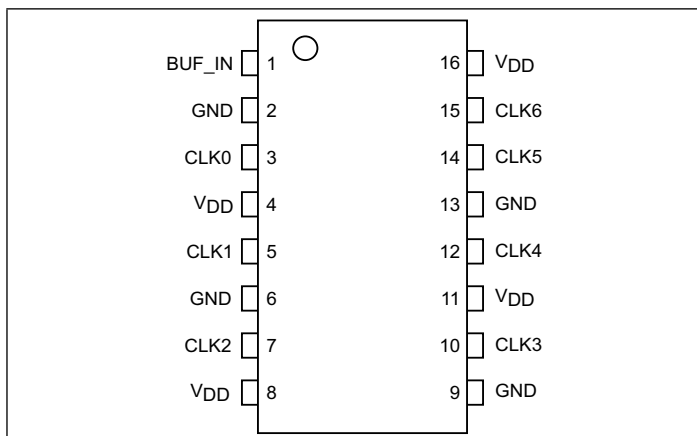 BUF_IN 1 16 VDD
GND 2 15 CLK6
CLK0 3 14 CLK5
VDD 4 13 GND
CLK1 5 12 CLK4
GND 6 11 VDD
CLK2 7 10 CLK3
VDD 8 9 GND